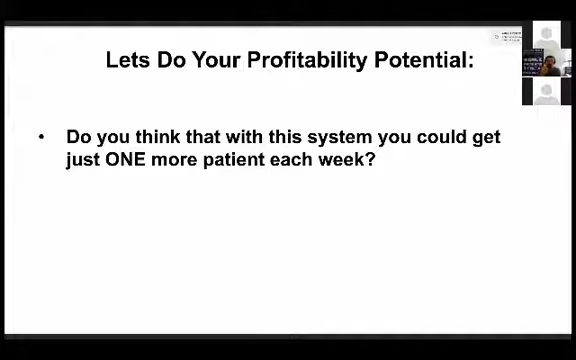 Lets Do Your Profitability Potential:
• Do you think that with this system you could get
just ONE more patient each week?